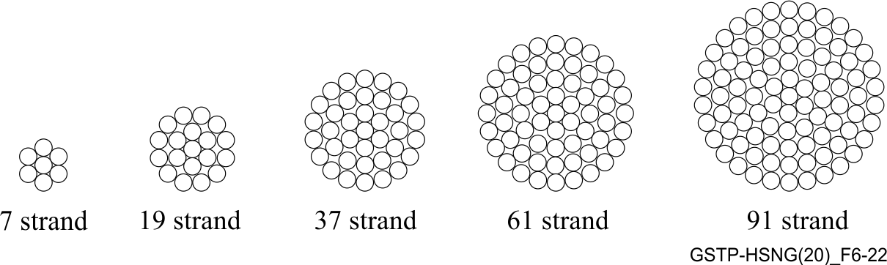 7 strand 19 strand 37 strand 61 strand 91 strand
GSTP-HSNG(20)_F6-22